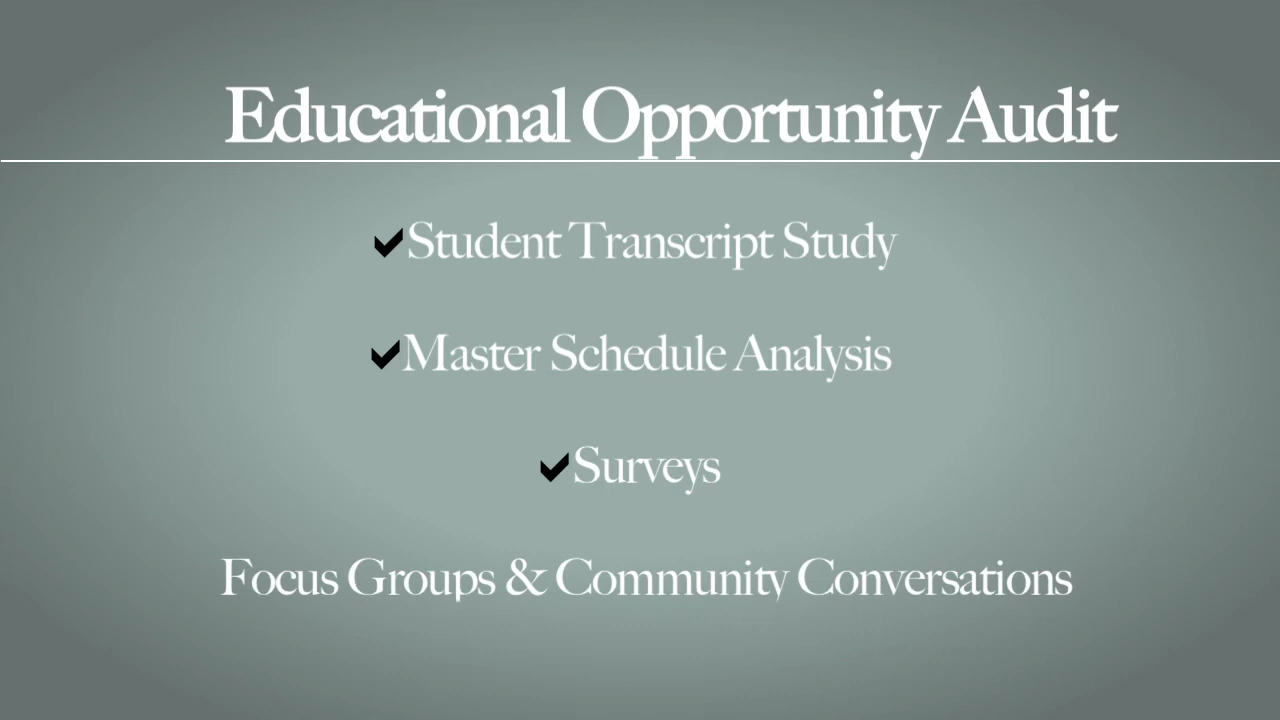 Educational Opportunity Audit
✓Student Transcript Study
✓Master Schedule Analysis
✓Surveys
Focus Groups & Community Conversations